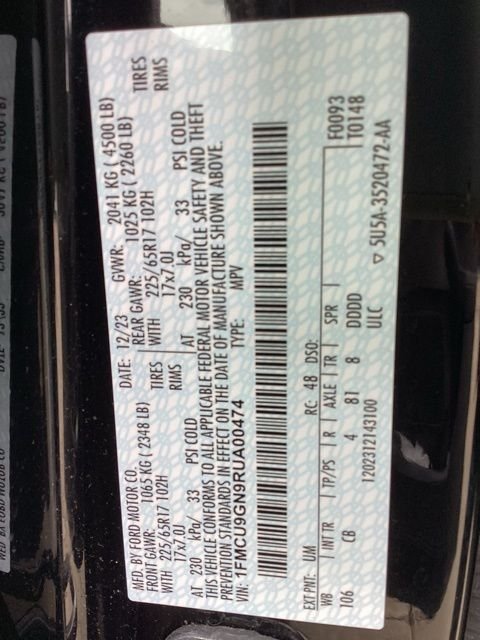 MFD. BY FORD MOTOR CO.
DATE: 12/23 GVWR: 2041 KG ( 4500 LB)
FRONT GAWR: 1065 KG ( 2348 LB) REAR GAWR: 1025 KG ( 2260 LB)
WITH 225/65R17 102H TIRES WITH 225/65R17 102H TIRES
17x7.0J RIMS 17x7.0J RIMS
AT 230 kPa/ 33 PSI COLD AT 230 kPa/ 33 PSI COLD
THIS VEHICLE CONFORMS TO ALL APPLICABLE FEDERAL MOTOR VEHICLE SAFETY AND THEFT
PREVENTION STANDARDS IN EFFECT ON THE DATE OF MANUFACTURE SHOWN ABOVE.
VIN: 1FMCU9GN9RUA00474 TYPE: MPV
F0093
T0148
EXT PNT: UM RC: 48 DSO:
WB INT TR TP/PS R AXLE TR SPR
106 CB 4 81 8 DDDD
ULC
1202312143100
5U5A-3520472-AA